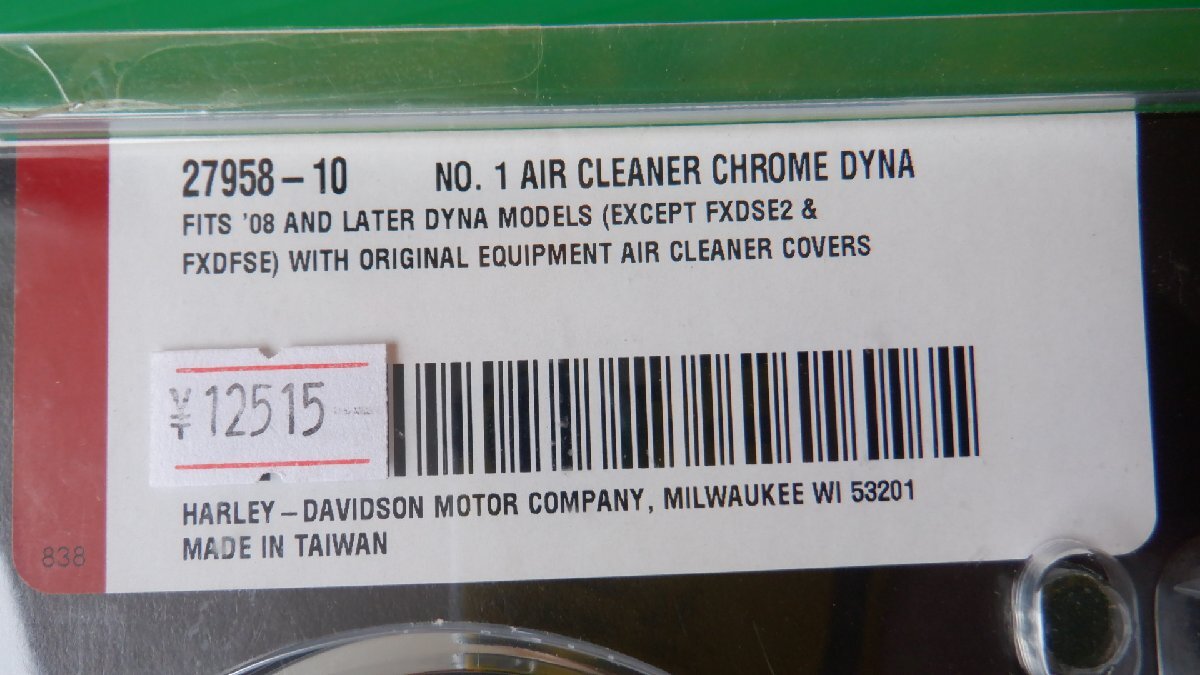 27958-10 NO. 1 AIR CLEANER CHROME DYNA
FITS '08 AND LATER DYNA MODELS (EXCEPT FXDSE2 &
FXDFSE) WITH ORIGINAL EQUIPMENT AIR CLEANER COVERS
¥12515
HARLEY-DAVIDSON MOTOR COMPANY, MILWAUKEE WI 53201
MADE IN TAIWAN
838